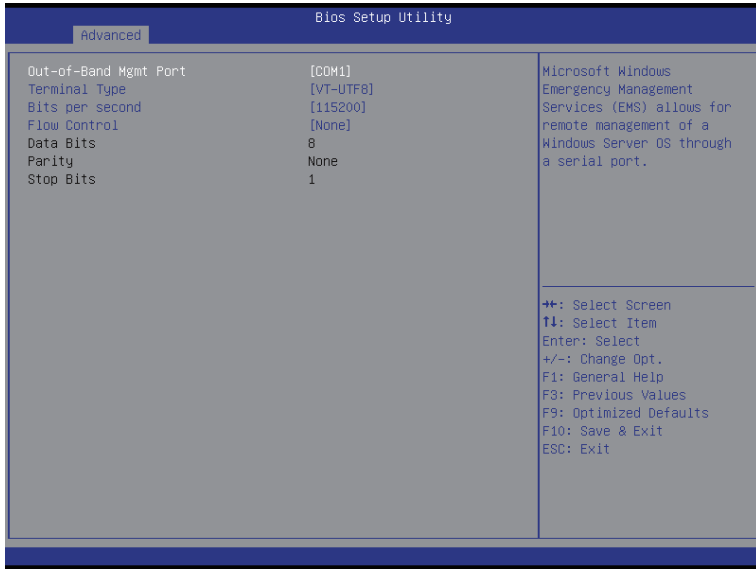 Bios Setup Utility
Advanced
Out-of-Band Mgmt Port [COM1]
Terminal Type [VT-UTF8]
Bits per second [115200]
Flow Control [None]
Data Bits 8
Parity None
Stop Bits 1
Microsoft Windows
Emergency Management
Services (EMS) allows for
remote management of a
Windows Server OS through
a serial port.
→←: Select Screen
↑↓: Select Item
Enter: Select
+/-: Change Opt.
F1: General Help
F3: Previous Values
F9: Optimized Defaults
F10: Save & Exit
ESC: Exit